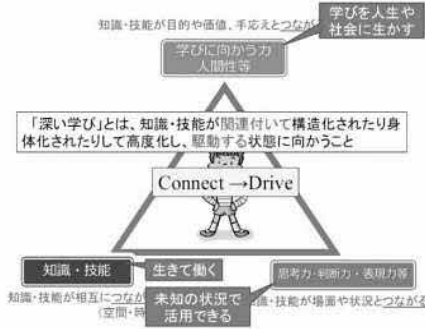 知識・技能が目的や価値、手応えとつなが
学びを人生や
社会に生かす
学びに向かう力
人間性等
「深い学び」とは、知識・技能が関連付いて構造化されたり身
体化されたりして高度化し、駆動する状態に向かうこと
Connect →Drive
知識・技能
生きて働く
思考力・判断力・表現力等
知識・技能が相互につなが
未知の状況で
活用できる
識・技能が場面や状況とつながる
(空間・時